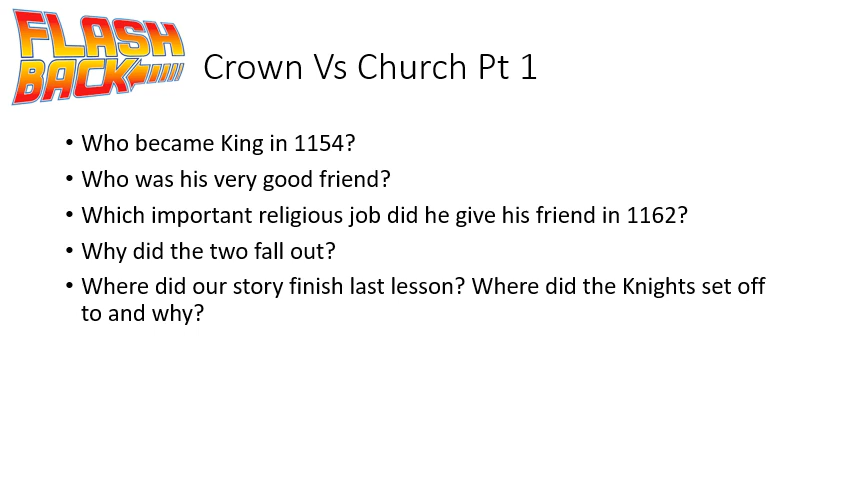 FLASH
BACK
Crown Vs Church Pt 1
• Who became King in 1154?
• Who was his very good friend?
• Which important religious job did he give his friend in 1162?
• Why did the two fall out?
• Where did our story finish last lesson? Where did the Knights set off
to and why?